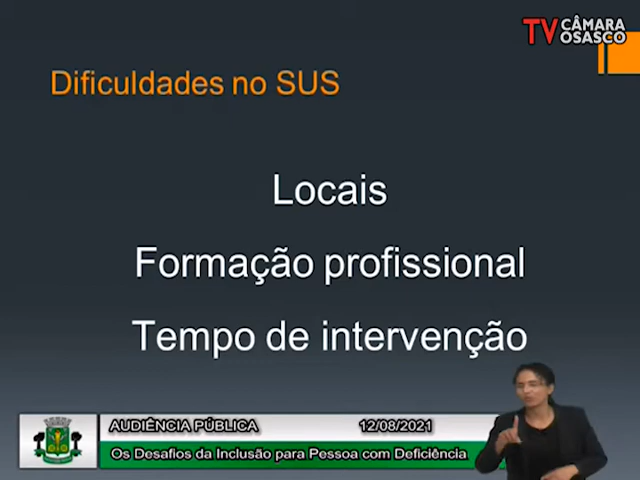 TV CÂMARA
OSASCO
Dificuldades no SUS
Locais
Formação profissional
Tempo de intervenção
AUDIÊNCIA PÚBLICA 12/08/2021
Os Desafios da Inclusão para Pessoa com Deficiência